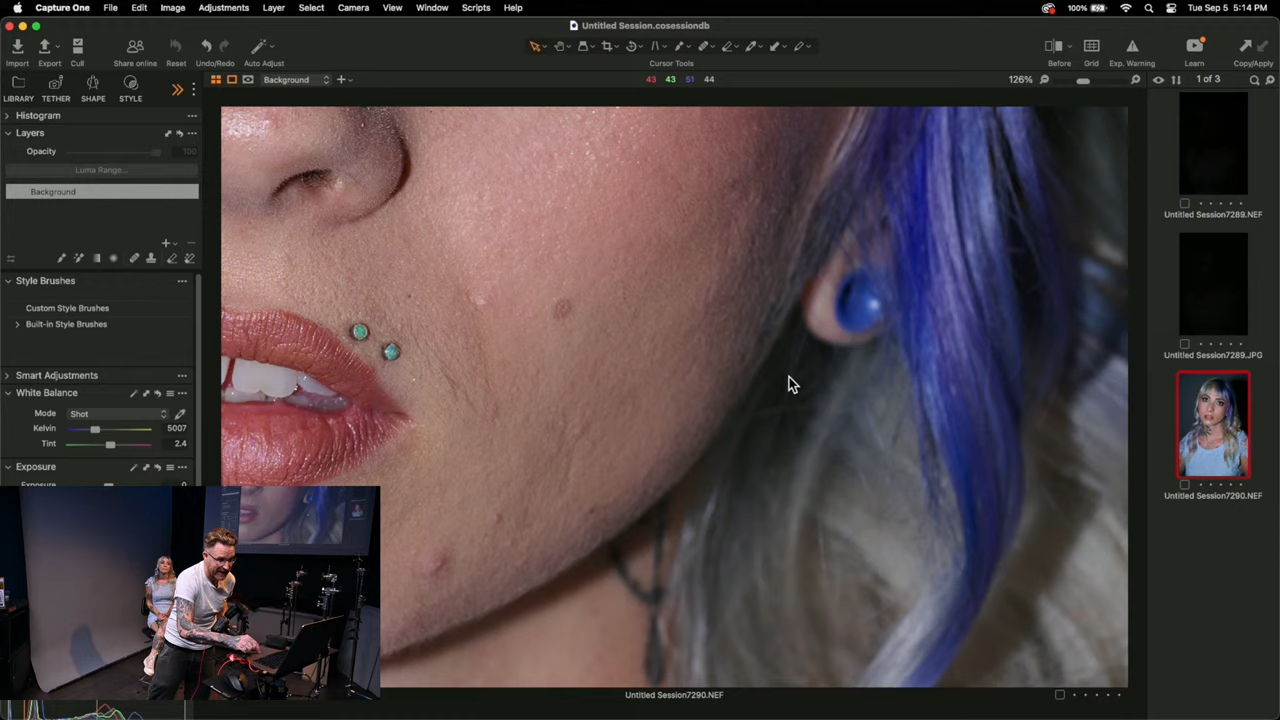 Capture One File Edit Image Adjustments Layer Select Camera View Window Scripts Help 100% Tue Sep 5 5:14 PM
Untitled Session.cosessiondb
Import Export Cull Share online Reset Undo/Redo Auto Adjust Cursor Tools Before Grid Exp. Warning Learn Copy/Apply
LIBRARY TETHER SHAPE STYLE
Background
43 43 51 44
126%
1 of 3
Histogram
Layers
Opacity 100
Luma Range...
Background
Style Brushes
Custom Style Brushes
Built-in Style Brushes
Smart Adjustments
White Balance
Mode Shot
Kelvin 5007
Tint 2.4
Exposure
Exposure 0
Untitled Session7289.NEF
Untitled Session7289.JPG
Untitled Session7290.NEF
Untitled Session7290.NEF